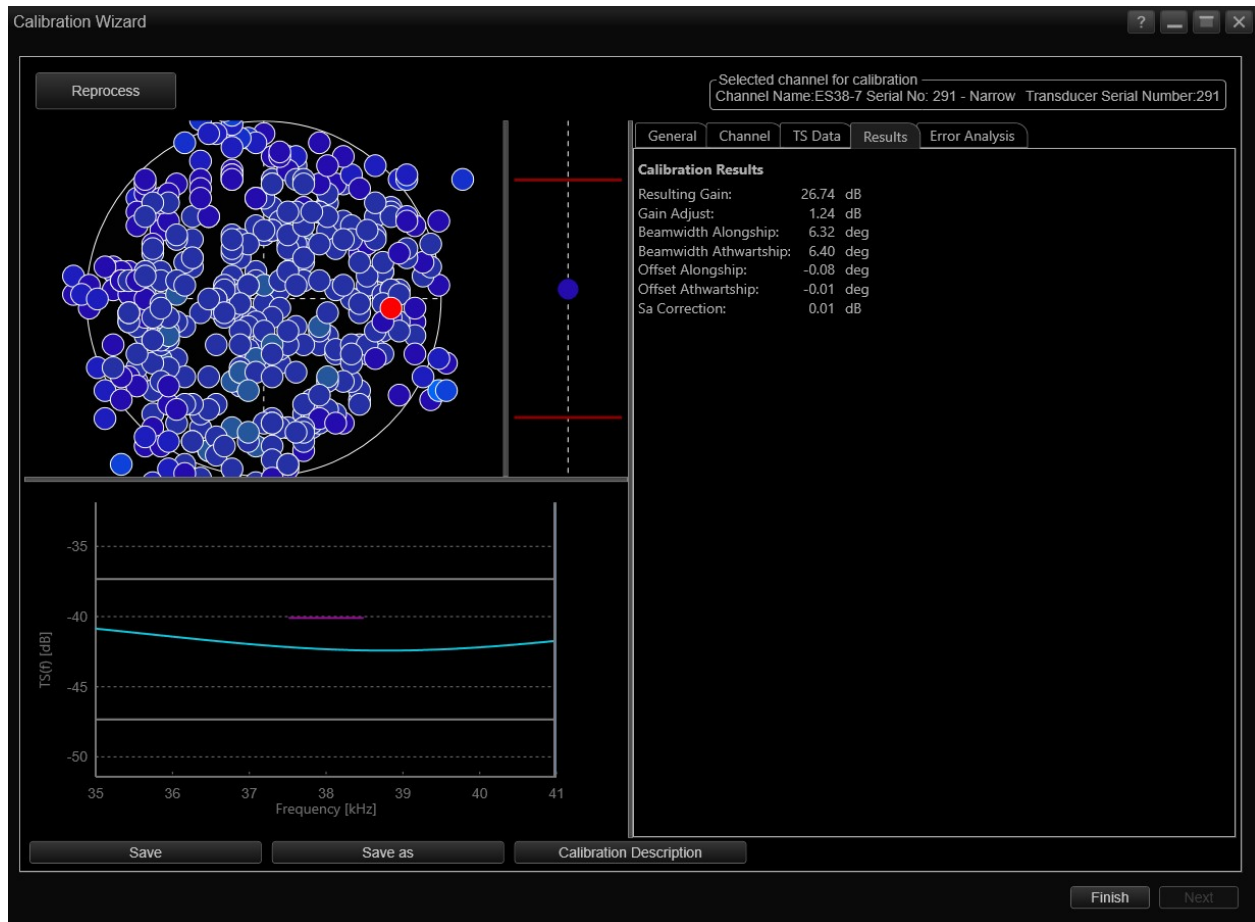 Calibration Wizard
?
Reprocess
Selected channel for calibration
Channel Name:ES38-7 Serial No: 291 - Narrow Transducer Serial Number:291
General Channel TS Data Results Error Analysis
Calibration Results
Resulting Gain: 26.74 dB
Gain Adjust: 1.24 dB
Beamwidth Alongship: 6.32 deg
Beamwidth Athwartship: 6.40 deg
Offset Alongship: -0.08 deg
Offset Athwartship: -0.01 deg
Sa Correction: 0.01 dB
-35
-40
-45
-50
TS(f) [dB]
35 36 37 38 39 40 41
Frequency [kHz]
Save Save as Calibration Description
Finish Next